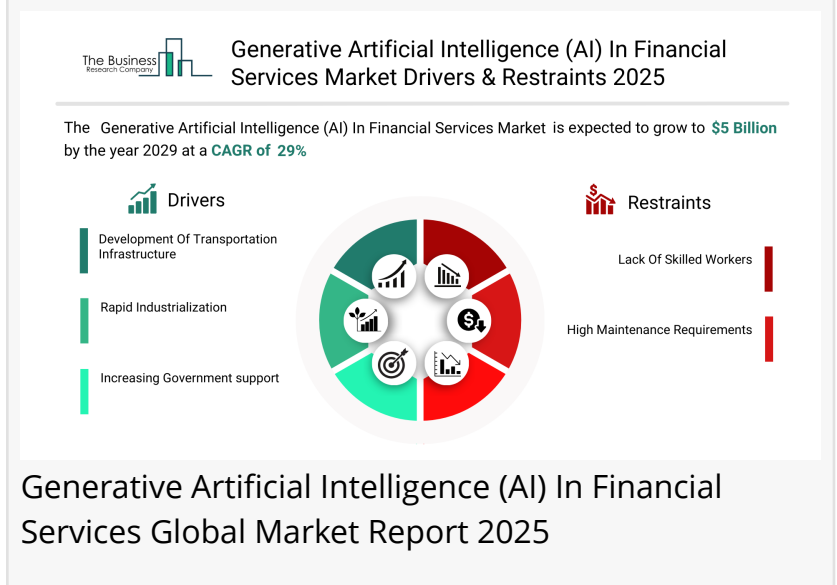 The Business
Research Company
Generative Artificial Intelligence (AI) In Financial
Services Market Drivers & Restraints 2025
The Generative Artificial Intelligence (AI) In Financial Services Market is expected to grow to $5 Billion
by the year 2029 at a CAGR of 29%
Drivers
Development Of Transportation
Infrastructure
Rapid Industrialization
Increasing Government support
$
Restraints
Lack Of Skilled Workers
High Maintenance Requirements
$
Generative Artificial Intelligence (AI) In Financial
Services Global Market Report 2025